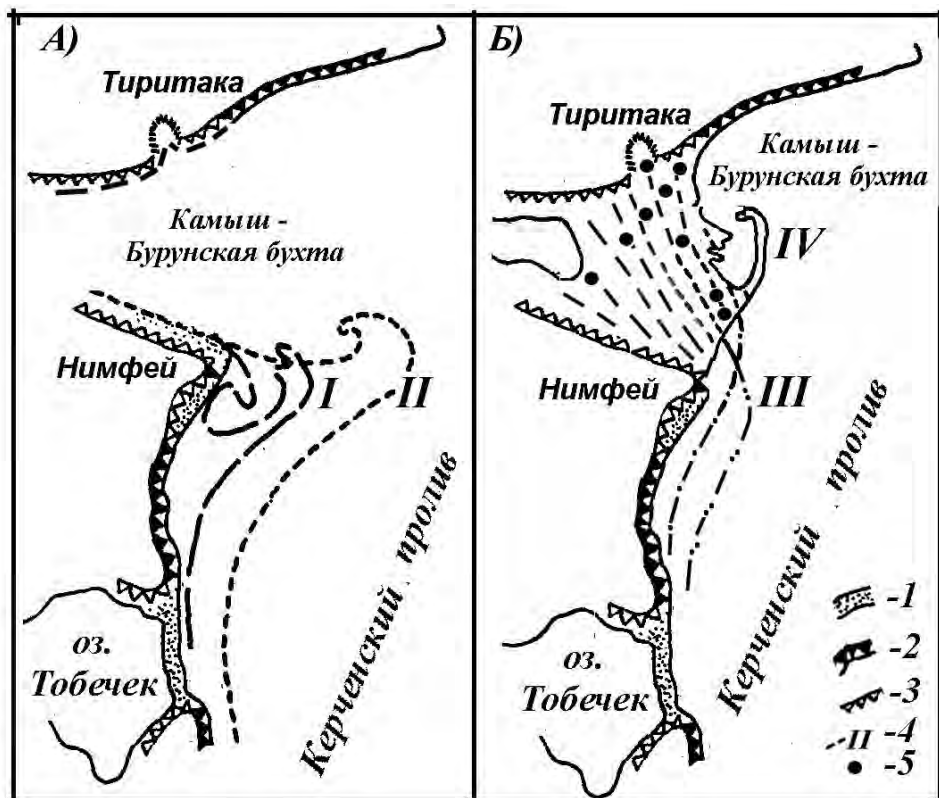 А)
Тиритака
Камыш -
Бурунская бухта
Нимфей
I
II
Керченский пролив
оз.
Тобечек
Б)
Тиритака
Камыш -
Бурунская бухта
IV
Нимфей
III
Керченский пролив
оз.
Тобечек
-1
-2
-3
II -4
-5